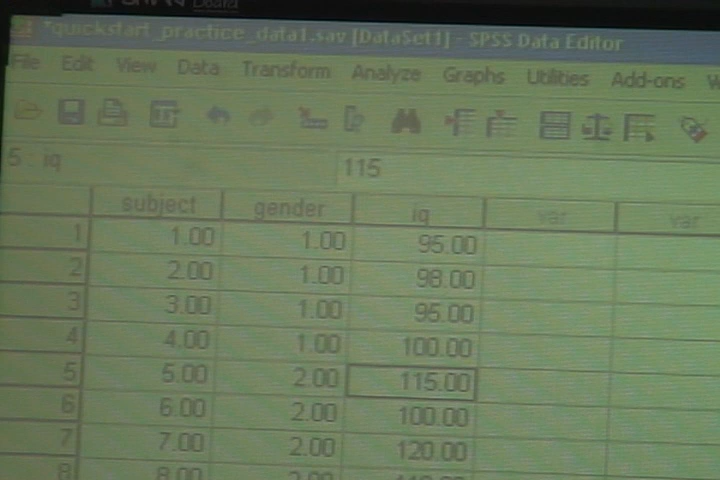 Board
*quickstart_practice_data1.sav [DataSet1] - SPSS Data Editor
File Edit View Data Transform Analyze Graphs Utilities Add-ons
5 : iq 115
subject gender iq var var
1 1.00 1.00 95.00
2 2.00 1.00 98.00
3 3.00 1.00 95.00
4 4.00 1.00 100.00
5 5.00 2.00 115.00
6 6.00 2.00 100.00
7 7.00 2.00 120.00
8 8.00 2.00